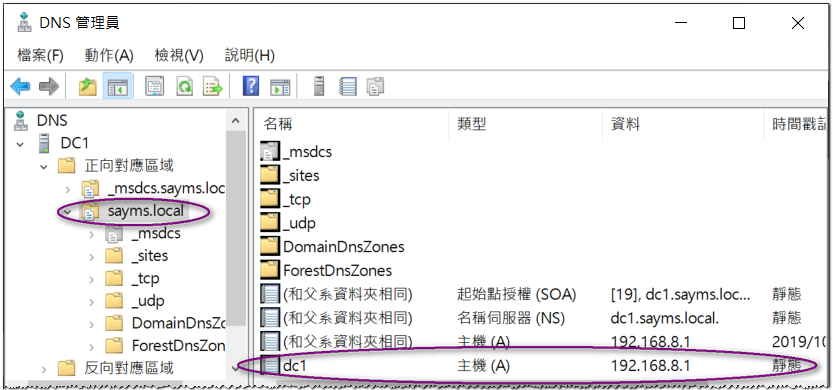 DNS 管理員
檔案(F) 動作(A) 檢視(V) 說明(H)
DNS
DC1
正向對應區域
_msdcs.sayms.loc
sayms.local
_msdcs
_sites
_tcp
_udp
DomainDnsZon
ForestDnsZon
反向對應區域
名稱 類型 資料 時間戳記
_msdcs
_sites
_tcp
_udp
DomainDnsZones
ForestDnsZones
(和父系資料夾相同) 起始點授權 (SOA) [19], dc1.sayms.loc... 靜態
(和父系資料夾相同) 名稱伺服器 (NS) dc1.sayms.local. 靜態
(和父系資料夾相同) 主機 (A) 192.168.8.1 2019/10
dc1 主機 (A) 192.168.8.1 靜態